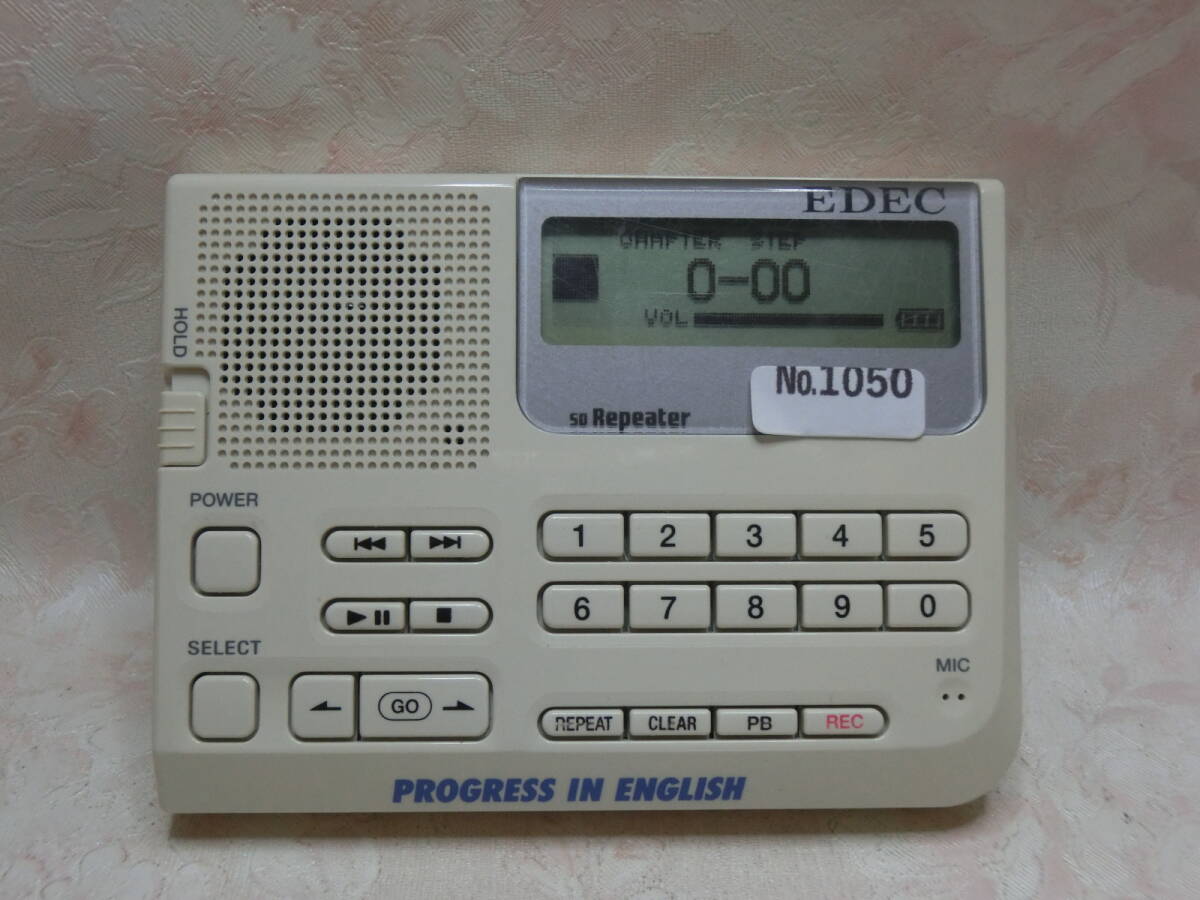 EDEC
CHAPTER STEP
0-00
VOL
No.1050
SD Repeater
HOLD
POWER
1 2 3 4 5
6 7 8 9 0
SELECT
MIC
GO
REPEAT CLEAR PB REC
PROGRESS IN ENGLISH